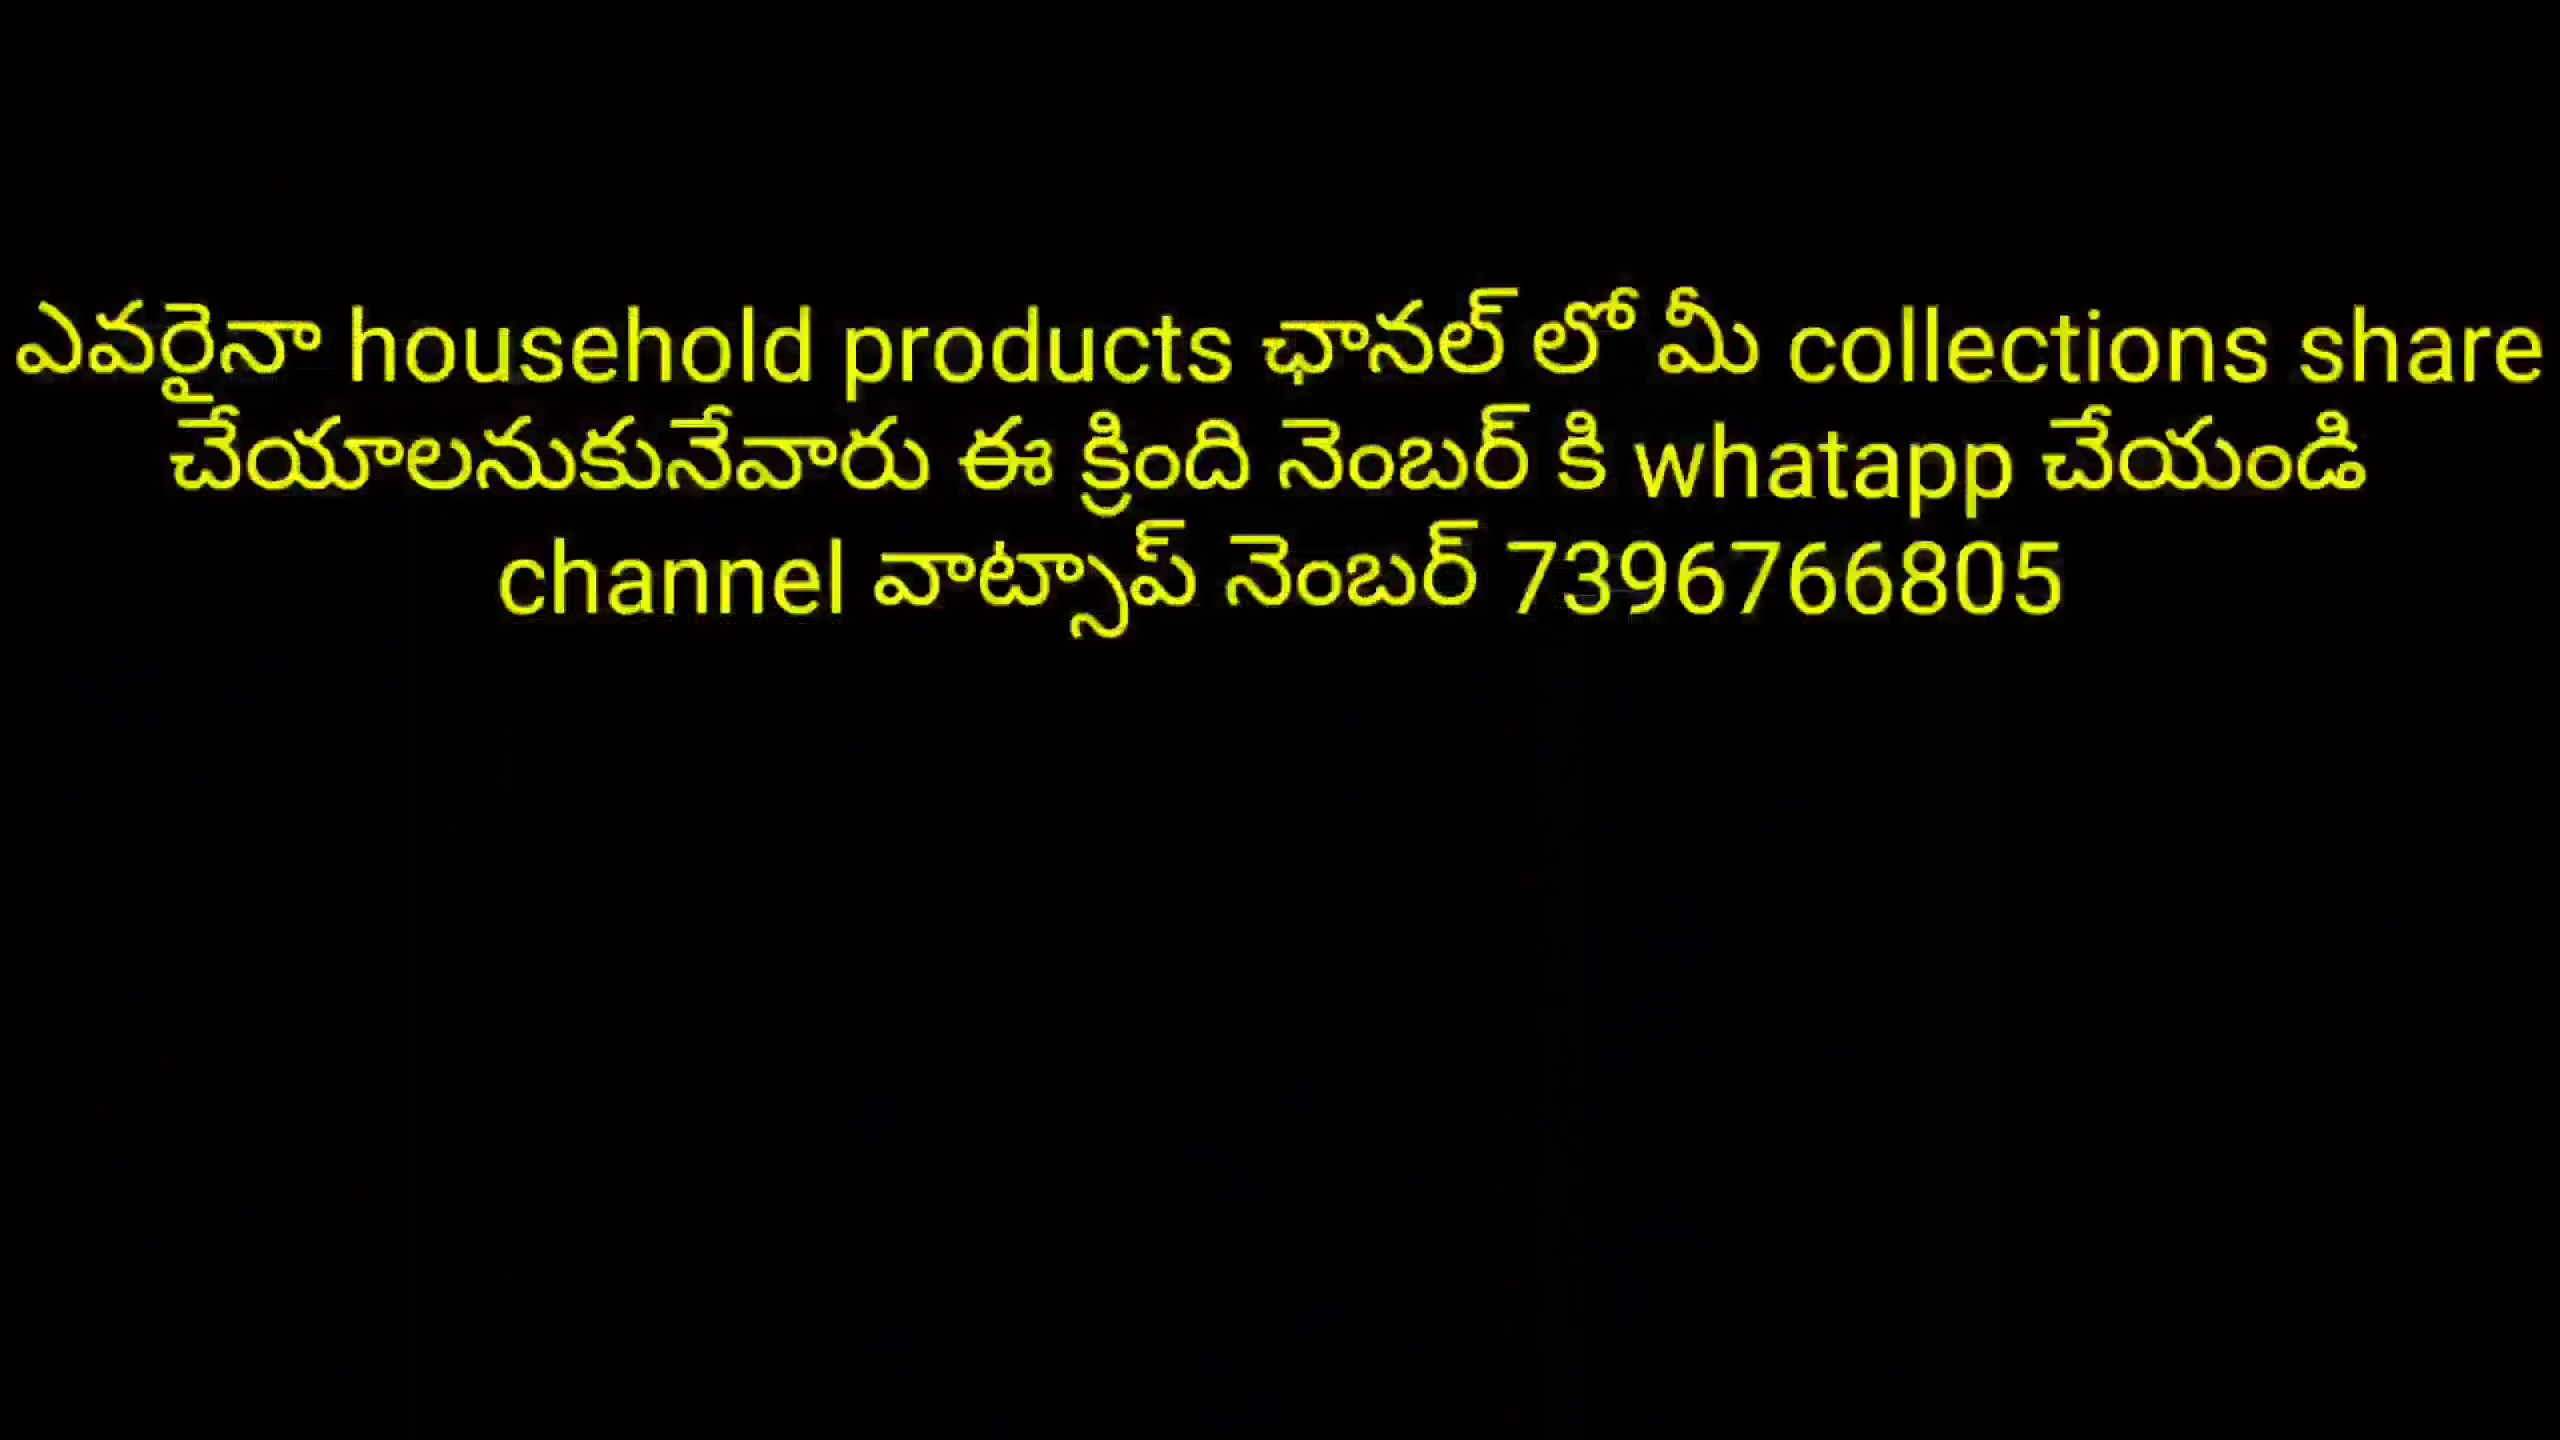 ఎవరైనా household products ఛానల్ లో మీ collections share
చేయాలనుకునేవారు ఈ క్రింది నెంబర్ కి whatapp చేయండి
channel వాట్సాప్ నెంబర్ 7396766805